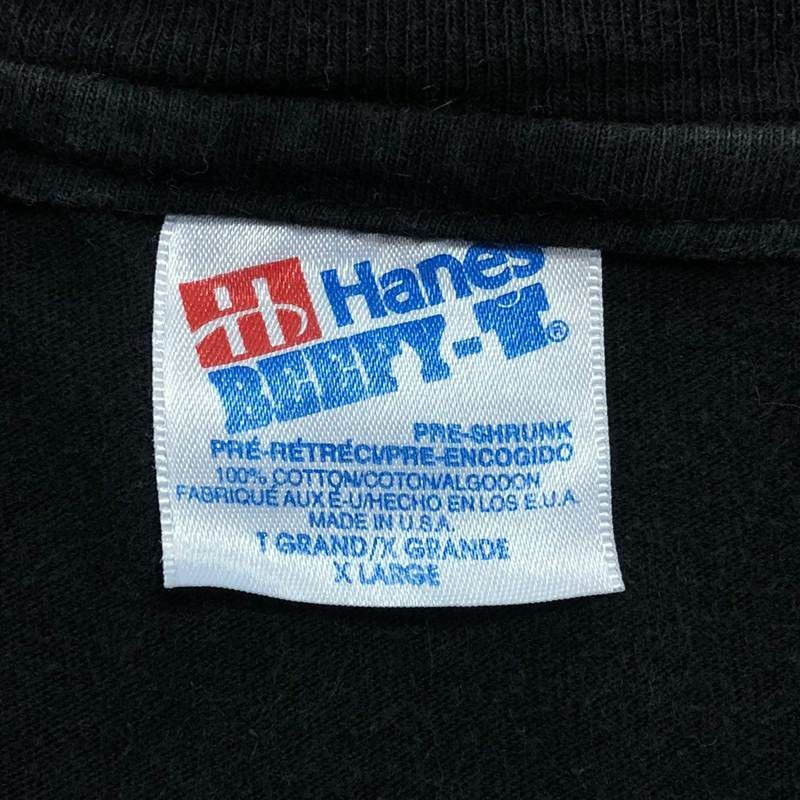 Hanes
BEEFY-T®
PRE-SHRUNK
PRÉ-RÉTRÉCI/PRE-ENCOGIDO
100% COTTON/COTON/ALGODON
FABRIQUÉ AUX E-U/HECHO EN LOS E.U.A.
MADE IN U.S.A.
T GRAND/X GRANDE
X LARGE